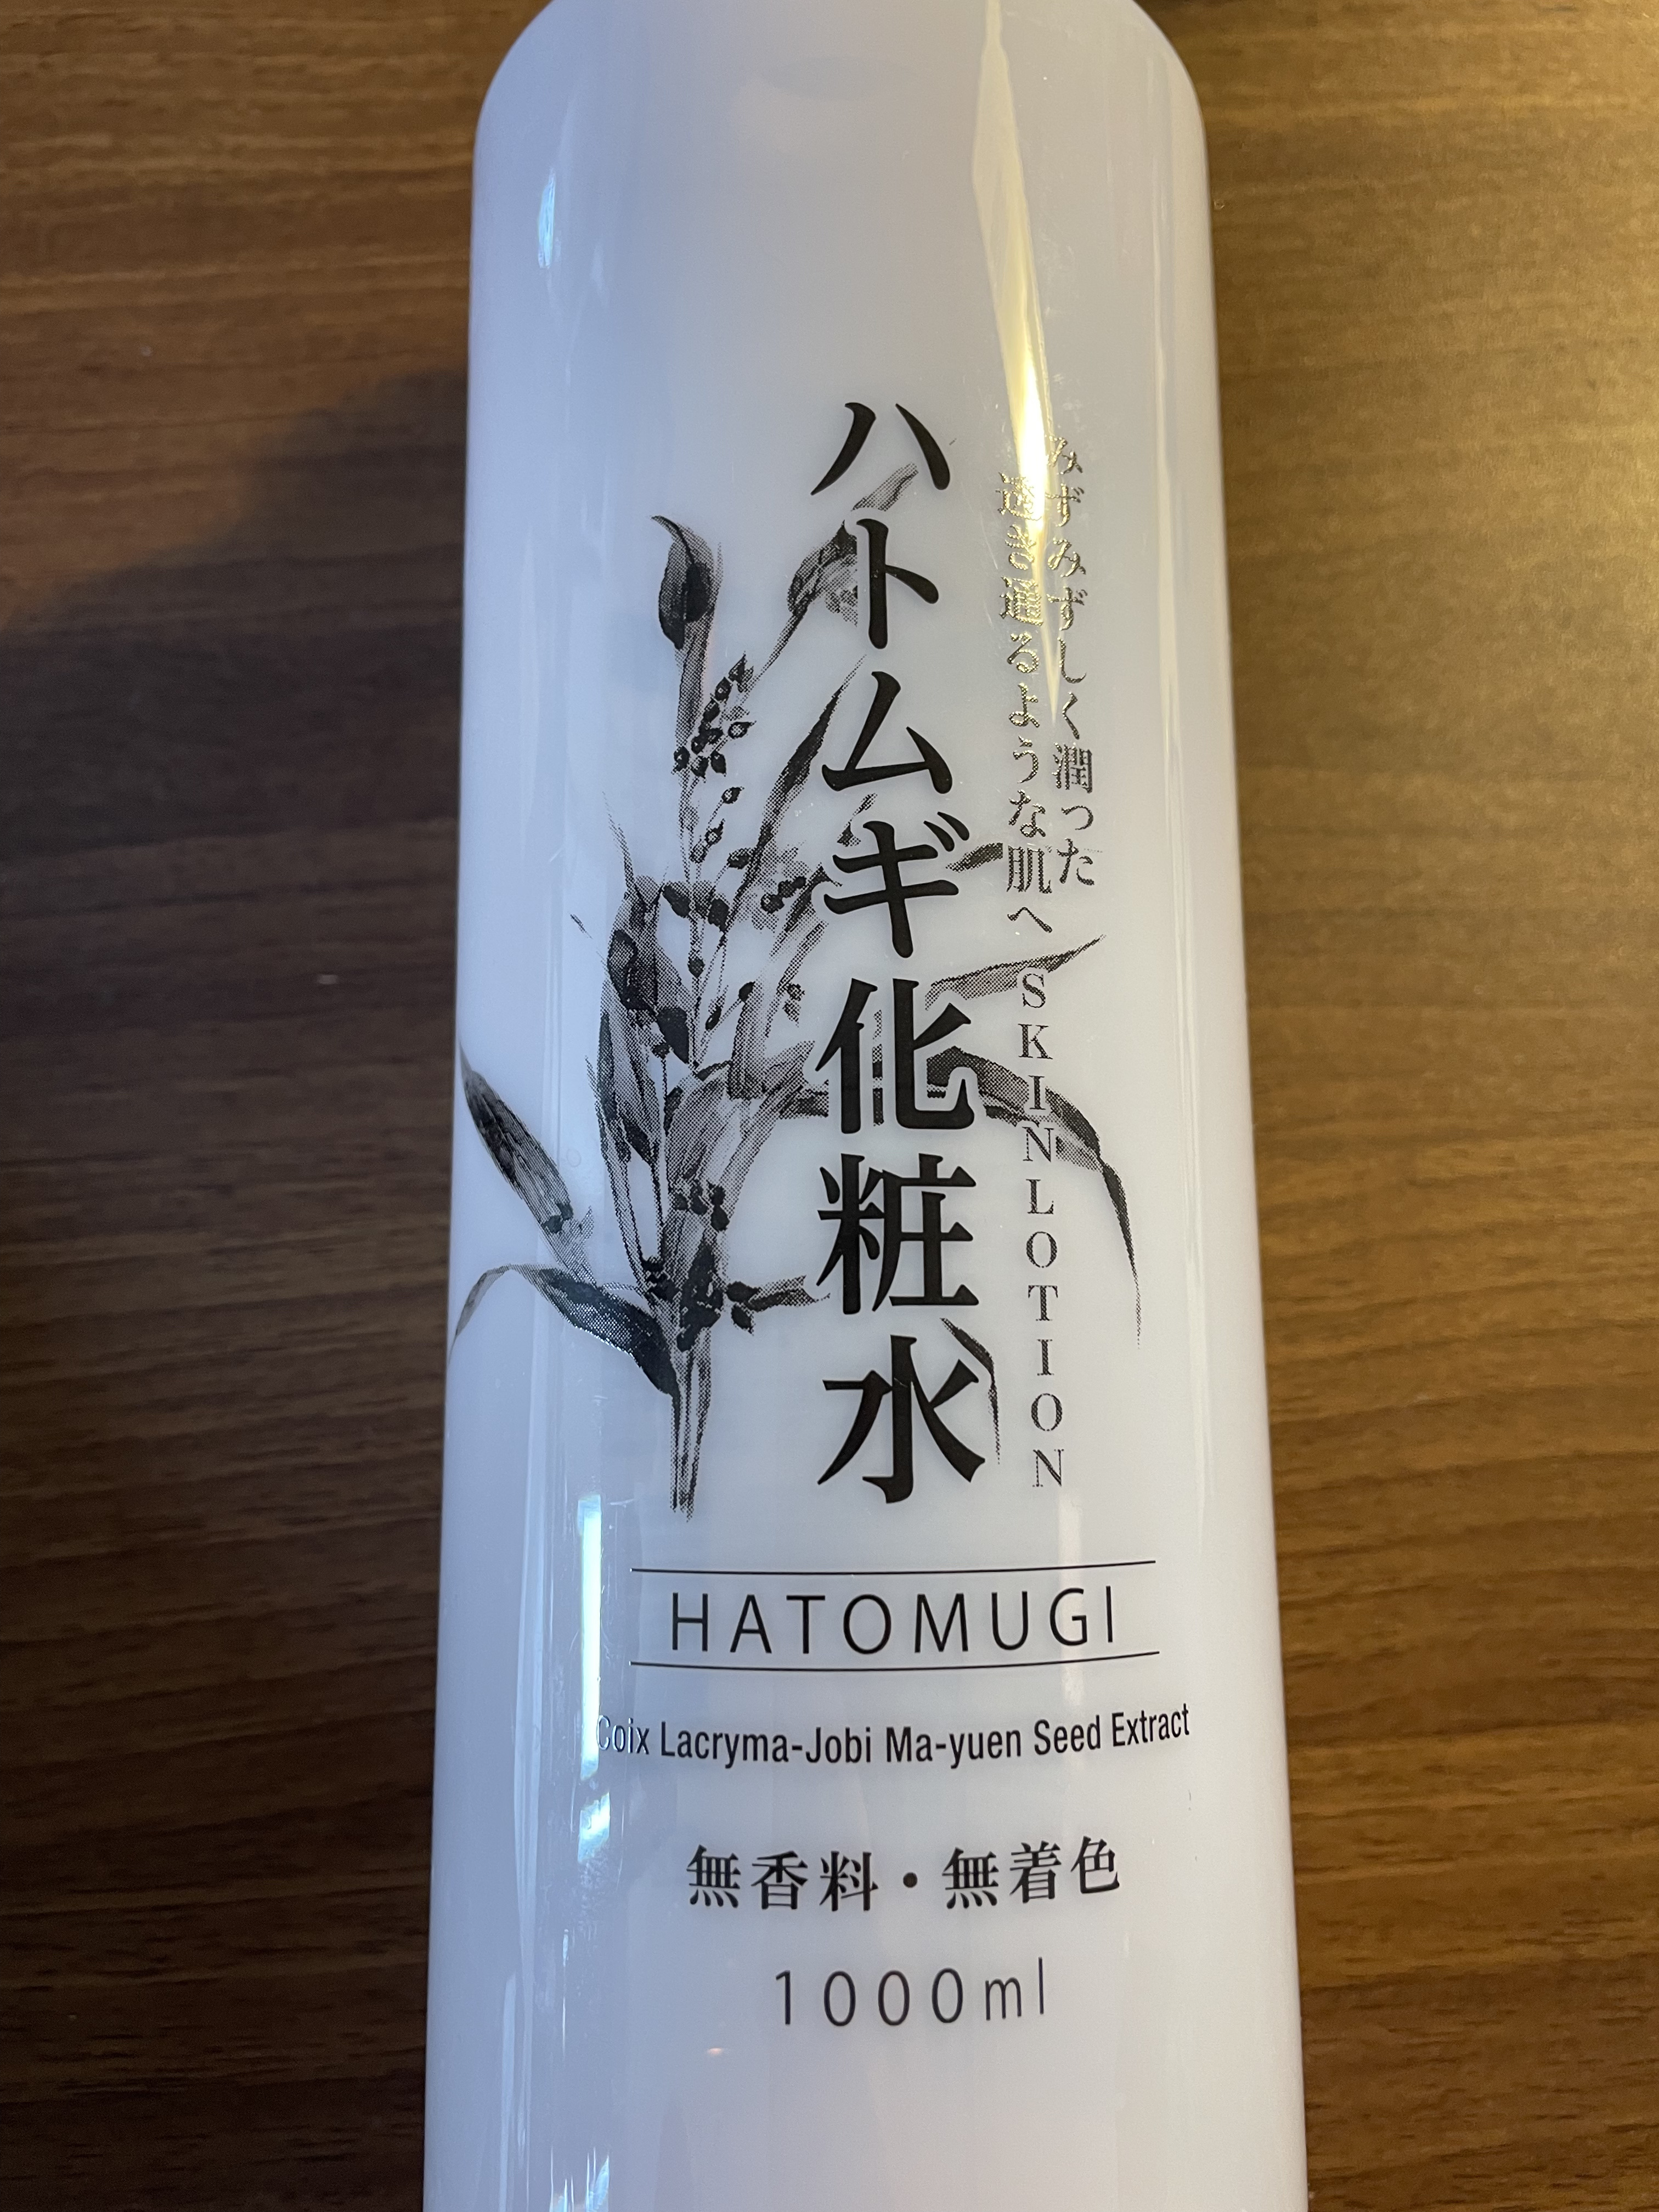 みずみずしく潤った
透き通るような肌へ
SKIN LOTION
ハトムギ化粧水
HATOMUGI
Coix Lacryma-Jobi Ma-yuen Seed Extract
無香料・無着色
1000ml